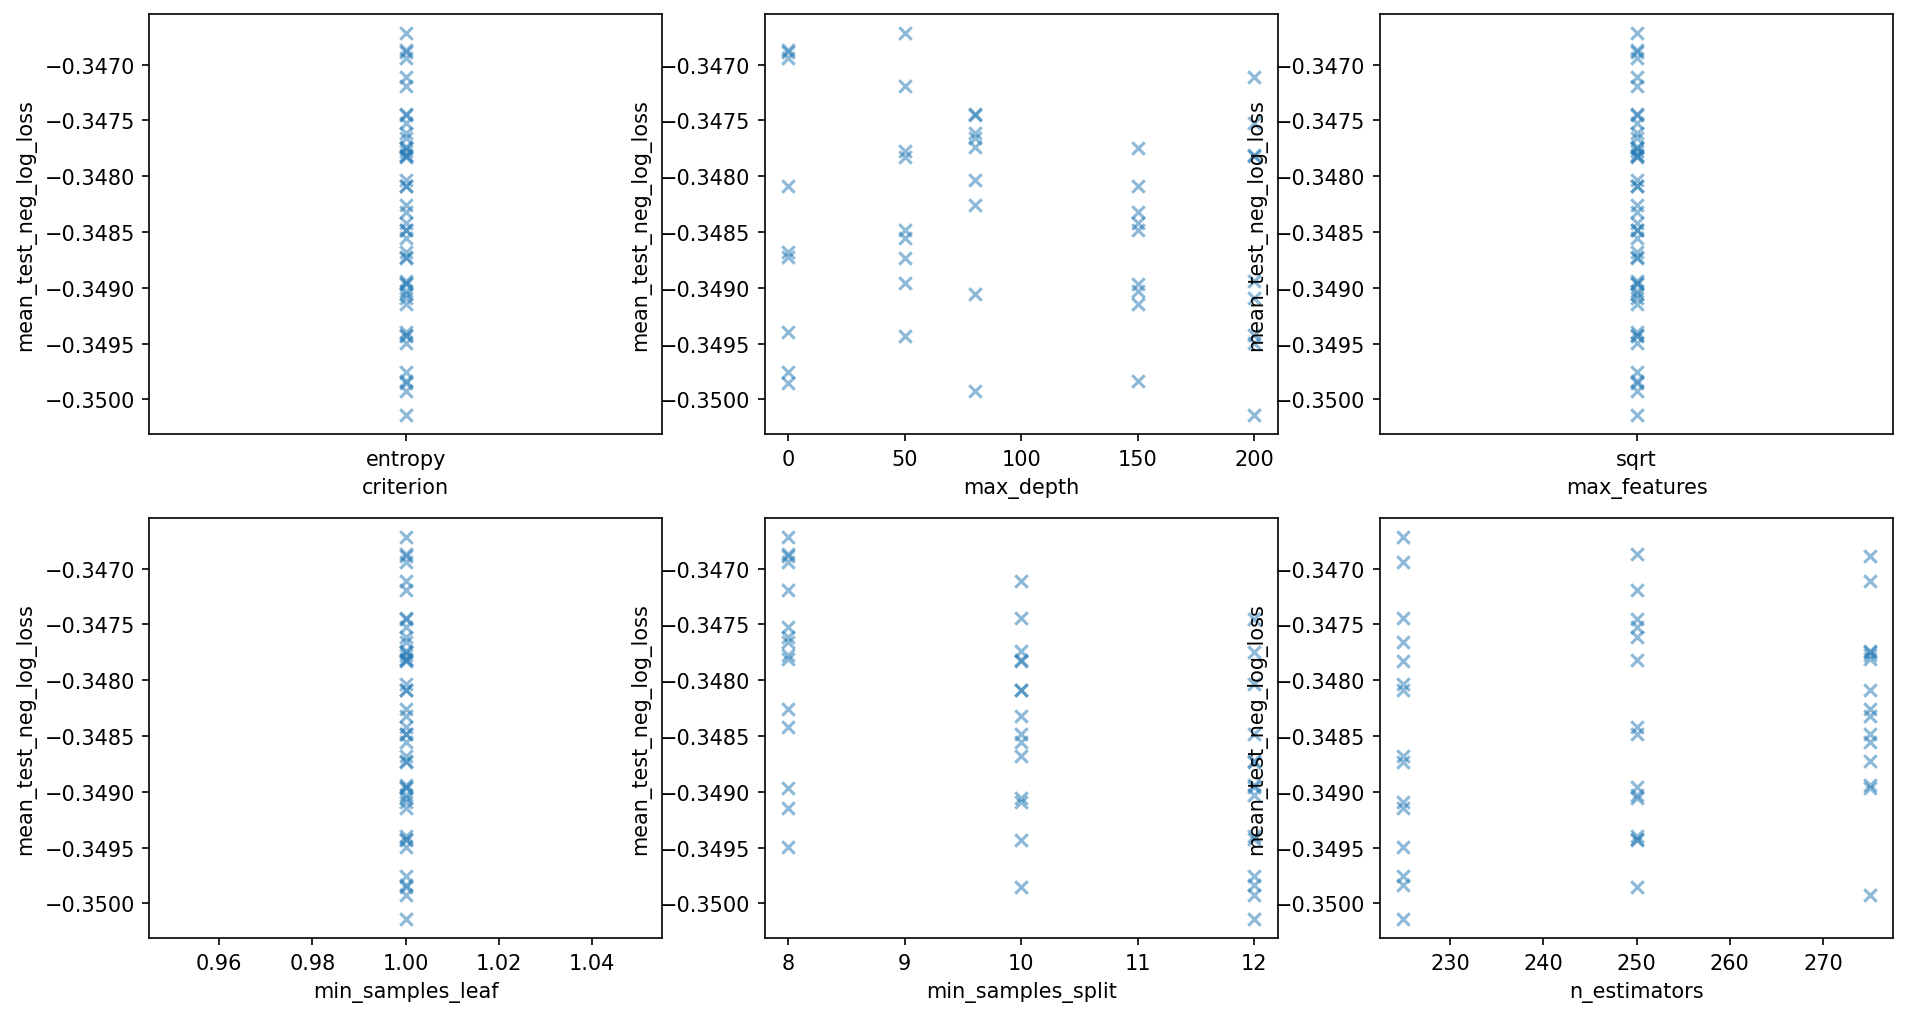 mean_test_neg_log_loss
−0.3470
−0.3475
−0.3480
−0.3485
−0.3490
−0.3495
−0.3500
entropy
criterion
mean_test_neg_log_loss
−0.3470
−0.3475
−0.3480
−0.3485
−0.3490
−0.3495
−0.3500
0 50 100 150 200
max_depth
mean_test_neg_log_loss
−0.3470
−0.3475
−0.3480
−0.3485
−0.3490
−0.3495
−0.3500
sqrt
max_features
mean_test_neg_log_loss
−0.3470
−0.3475
−0.3480
−0.3485
−0.3490
−0.3495
−0.3500
0.96 0.98 1.00 1.02 1.04
min_samples_leaf
mean_test_neg_log_loss
−0.3470
−0.3475
−0.3480
−0.3485
−0.3490
−0.3495
−0.3500
8 9 10 11 12
min_samples_split
mean_test_neg_log_loss
−0.3470
−0.3475
−0.3480
−0.3485
−0.3490
−0.3495
−0.3500
230 240 250 260 270
n_estimators